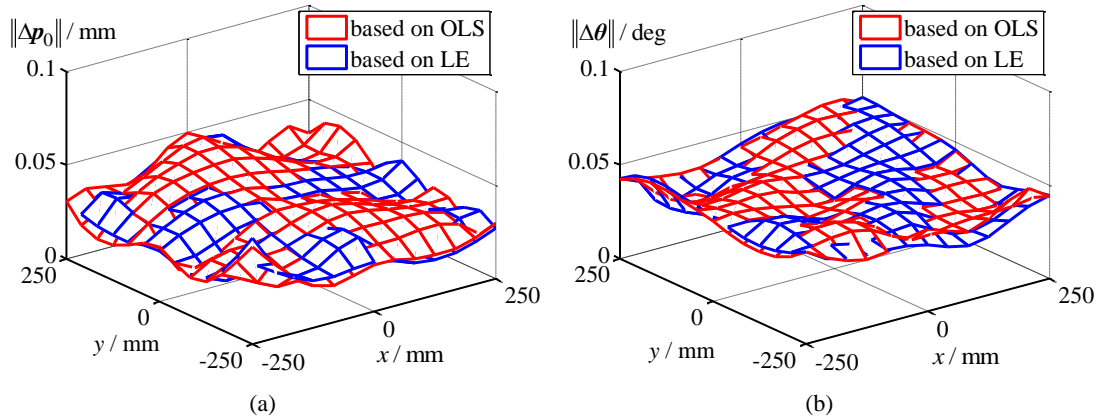 ‖Δp₀‖ / mm
based on OLS
based on LE
0.1
0.05
0
250
0
-250
y / mm
-250
0
250
x / mm
(a)
‖Δθ‖ / deg
based on OLS
based on LE
0.1
0.05
0
250
0
-250
y / mm
-250
0
250
x / mm
(b)